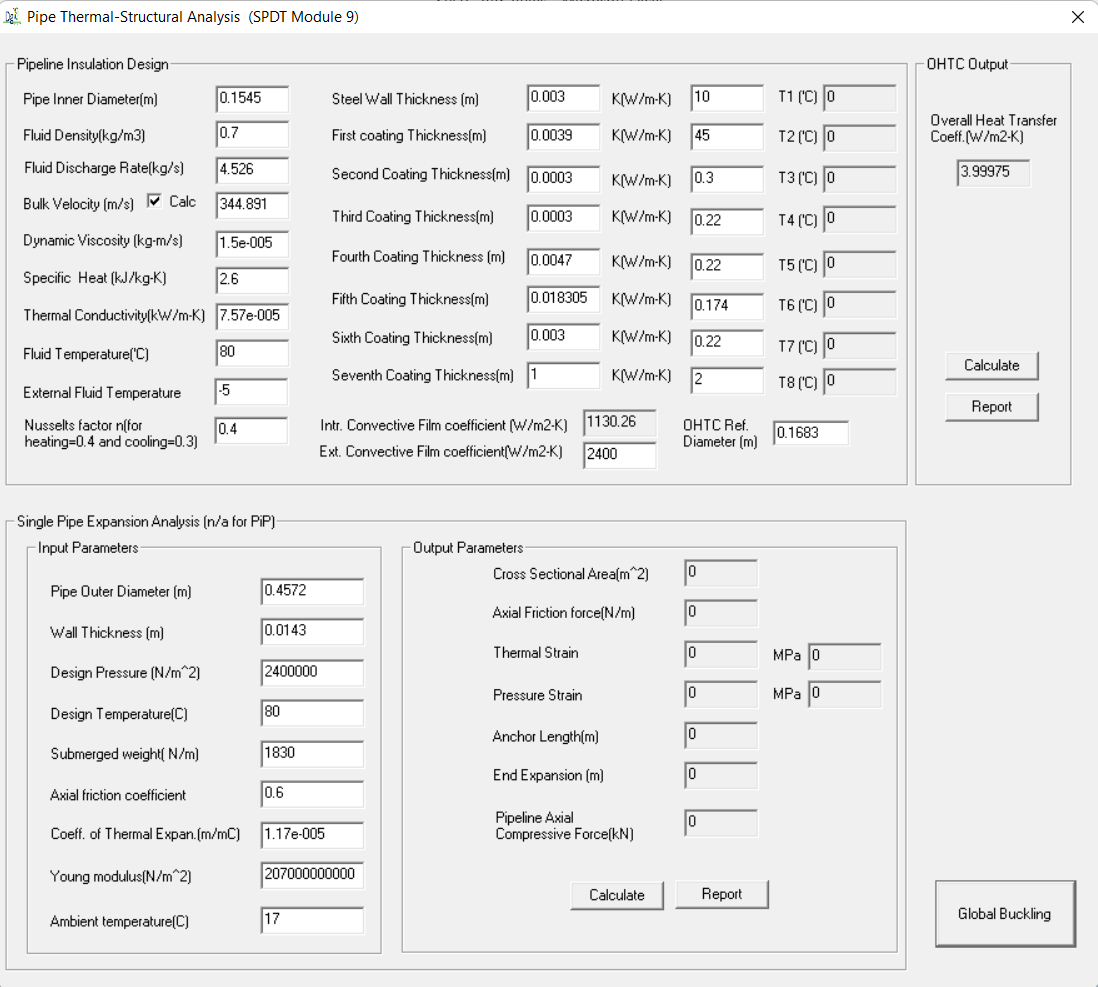 Pipe Thermal-Structural Analysis (SPDT Module 9)
Pipeline Insulation Design
Pipe Inner Diameter(m) 0.1545
Fluid Density(kg/m3) 0.7
Fluid Discharge Rate(kg/s) 4.526
Bulk Velocity (m/s) Calc 344.891
Dynamic Viscosity (kg-m/s) 1.5e-005
Specific Heat (kJ/kg-K) 2.6
Thermal Conductivity(kW/m-K) 7.57e-005
Fluid Temperature('C) 80
External Fluid Temperature -5
Nusselts factor n(for
heating=0.4 and cooling=0.3) 0.4
Steel Wall Thickness (m) 0.003 K(W/m-K) 10 T1 ('C) 0
First coating Thickness(m) 0.0039 K(W/m-K) 45 T2 ('C) 0
Second Coating Thickness(m) 0.0003 K(W/m-K) 0.3 T3 ('C) 0
Third Coating Thickness(m) 0.0003 K(W/m-K) 0.22 T4 ('C) 0
Fourth Coating Thickness (m) 0.0047 K(W/m-K) 0.22 T5 ('C) 0
Fifth Coating Thickness(m) 0.018305 K(W/m-K) 0.174 T6 ('C) 0
Sixth Coating Thickness(m) 0.003 K(W/m-K) 0.22 T7 ('C) 0
Seventh Coating Thickness(m) 1 K(W/m-K) 2 T8 ('C) 0
Intr. Convective Film coefficient (W/m2-K) 1130.26
Ext. Convective Film coefficient(W/m2-K) 2400
OHTC Ref.
Diameter (m) 0.1683
OHTC Output
Overall Heat Transfer
Coeff.(W/m2-K)
3.99975
Calculate
Report
Single Pipe Expansion Analysis (n/a for PiP)
Input Parameters
Pipe Outer Diameter (m) 0.4572
Wall Thickness (m) 0.0143
Design Pressure (N/m^2) 2400000
Design Temperature(C) 80
Submerged weight( N/m) 1830
Axial friction coefficient 0.6
Coeff. of Thermal Expan.(m/mC) 1.17e-005
Young modulus(N/m^2) 207000000000
Ambient temperature(C) 17
Output Parameters
Cross Sectional Area(m^2) 0
Axial Friction force(N/m) 0
Thermal Strain 0 MPa 0
Pressure Strain 0 MPa 0
Anchor Length(m) 0
End Expansion (m) 0
Pipeline Axial
Compressive Force(kN) 0
Calculate Report
Global Buckling